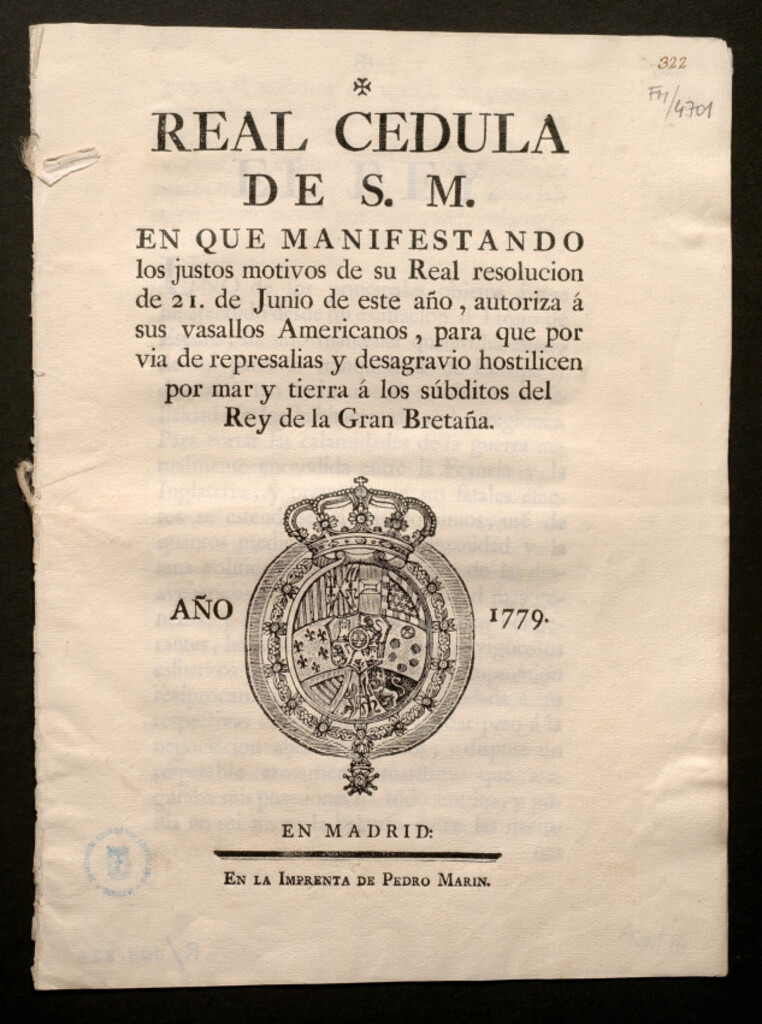 322
FM/4701
✠
REAL CEDULA
DE S. M.
EN QUE MANIFESTANDO
los justos motivos de su Real resolucion
de 21. de Junio de este año, autoriza á
sus vasallos Americanos, para que por
via de represalias y desagravio hostilicen
por mar y tierra á los súbditos del
Rey de la Gran Bretaña.
AÑO 1779.
EN MADRID:
EN LA IMPRENTA DE PEDRO MARIN.